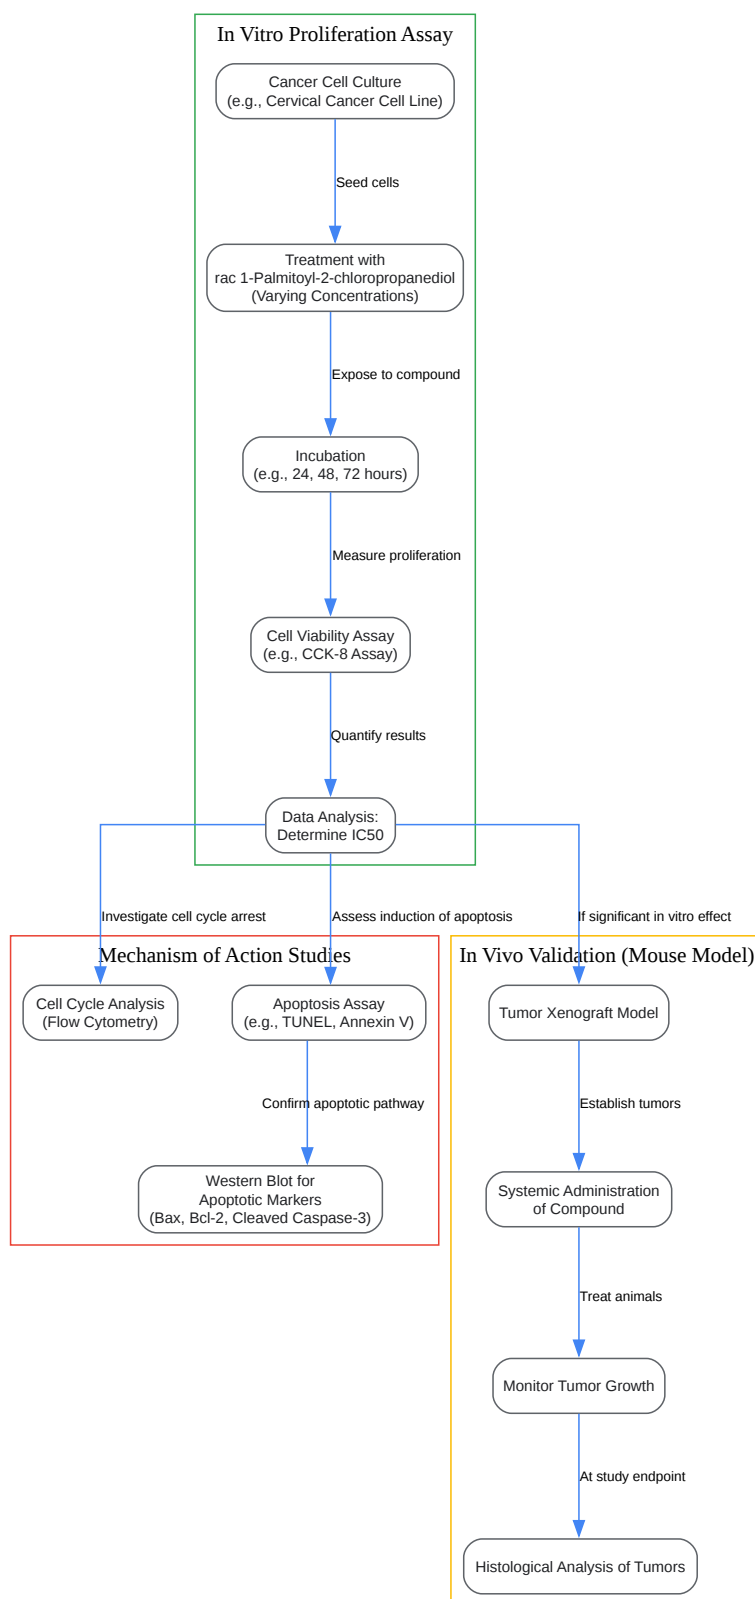 In Vitro Proliferation Assay
Cancer Cell Culture
(e.g., Cervical Cancer Cell Line)
Seed cells
Treatment with
rac 1-Palmitoyl-2-chloropropanediol
(Varying Concentrations)
Expose to compound
Incubation
(e.g., 24, 48, 72 hours)
Measure proliferation
Cell Viability Assay
(e.g., CCK-8 Assay)
Quantify results
Data Analysis:
Determine IC50
Investigate cell cycle arrest
Assess induction of apoptosis
If significant in vitro effect
Mechanism of Action Studies
Cell Cycle Analysis
(Flow Cytometry)
Apoptosis Assay
(e.g., TUNEL, Annexin V)
Confirm apoptotic pathway
Western Blot for
Apoptotic Markers
(Bax, Bcl-2, Cleaved Caspase-3)
In Vivo Validation (Mouse Model)
Tumor Xenograft Model
Establish tumors
Systemic Administration
of Compound
Treat animals
Monitor Tumor Growth
At study endpoint
Histological Analysis of Tumors